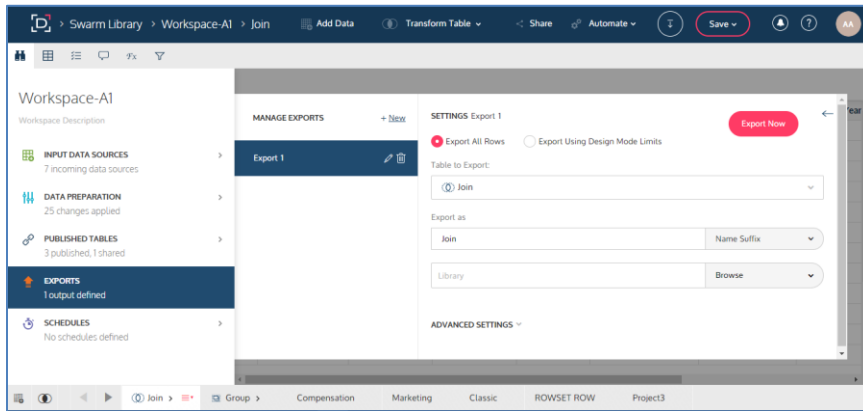 Swarm Library > Workspace-A1 > Join Add Data Transform Table Share Automate Save ? AA
Fx
Workspace-A1
Workspace Description
INPUT DATA SOURCES
7 incoming data sources
DATA PREPARATION
25 changes applied
PUBLISHED TABLES
3 published, 1 shared
EXPORTS
1 output defined
SCHEDULES
No schedules defined
MANAGE EXPORTS + New
Export 1
SETTINGS Export 1
Export Now
Export All Rows Export Using Design Mode Limits
Table to Export:
Join
Export as
Join Name Suffix
Library Browse
ADVANCED SETTINGS
Year
Join > Group > Compensation Marketing Classic ROWSET ROW Project3